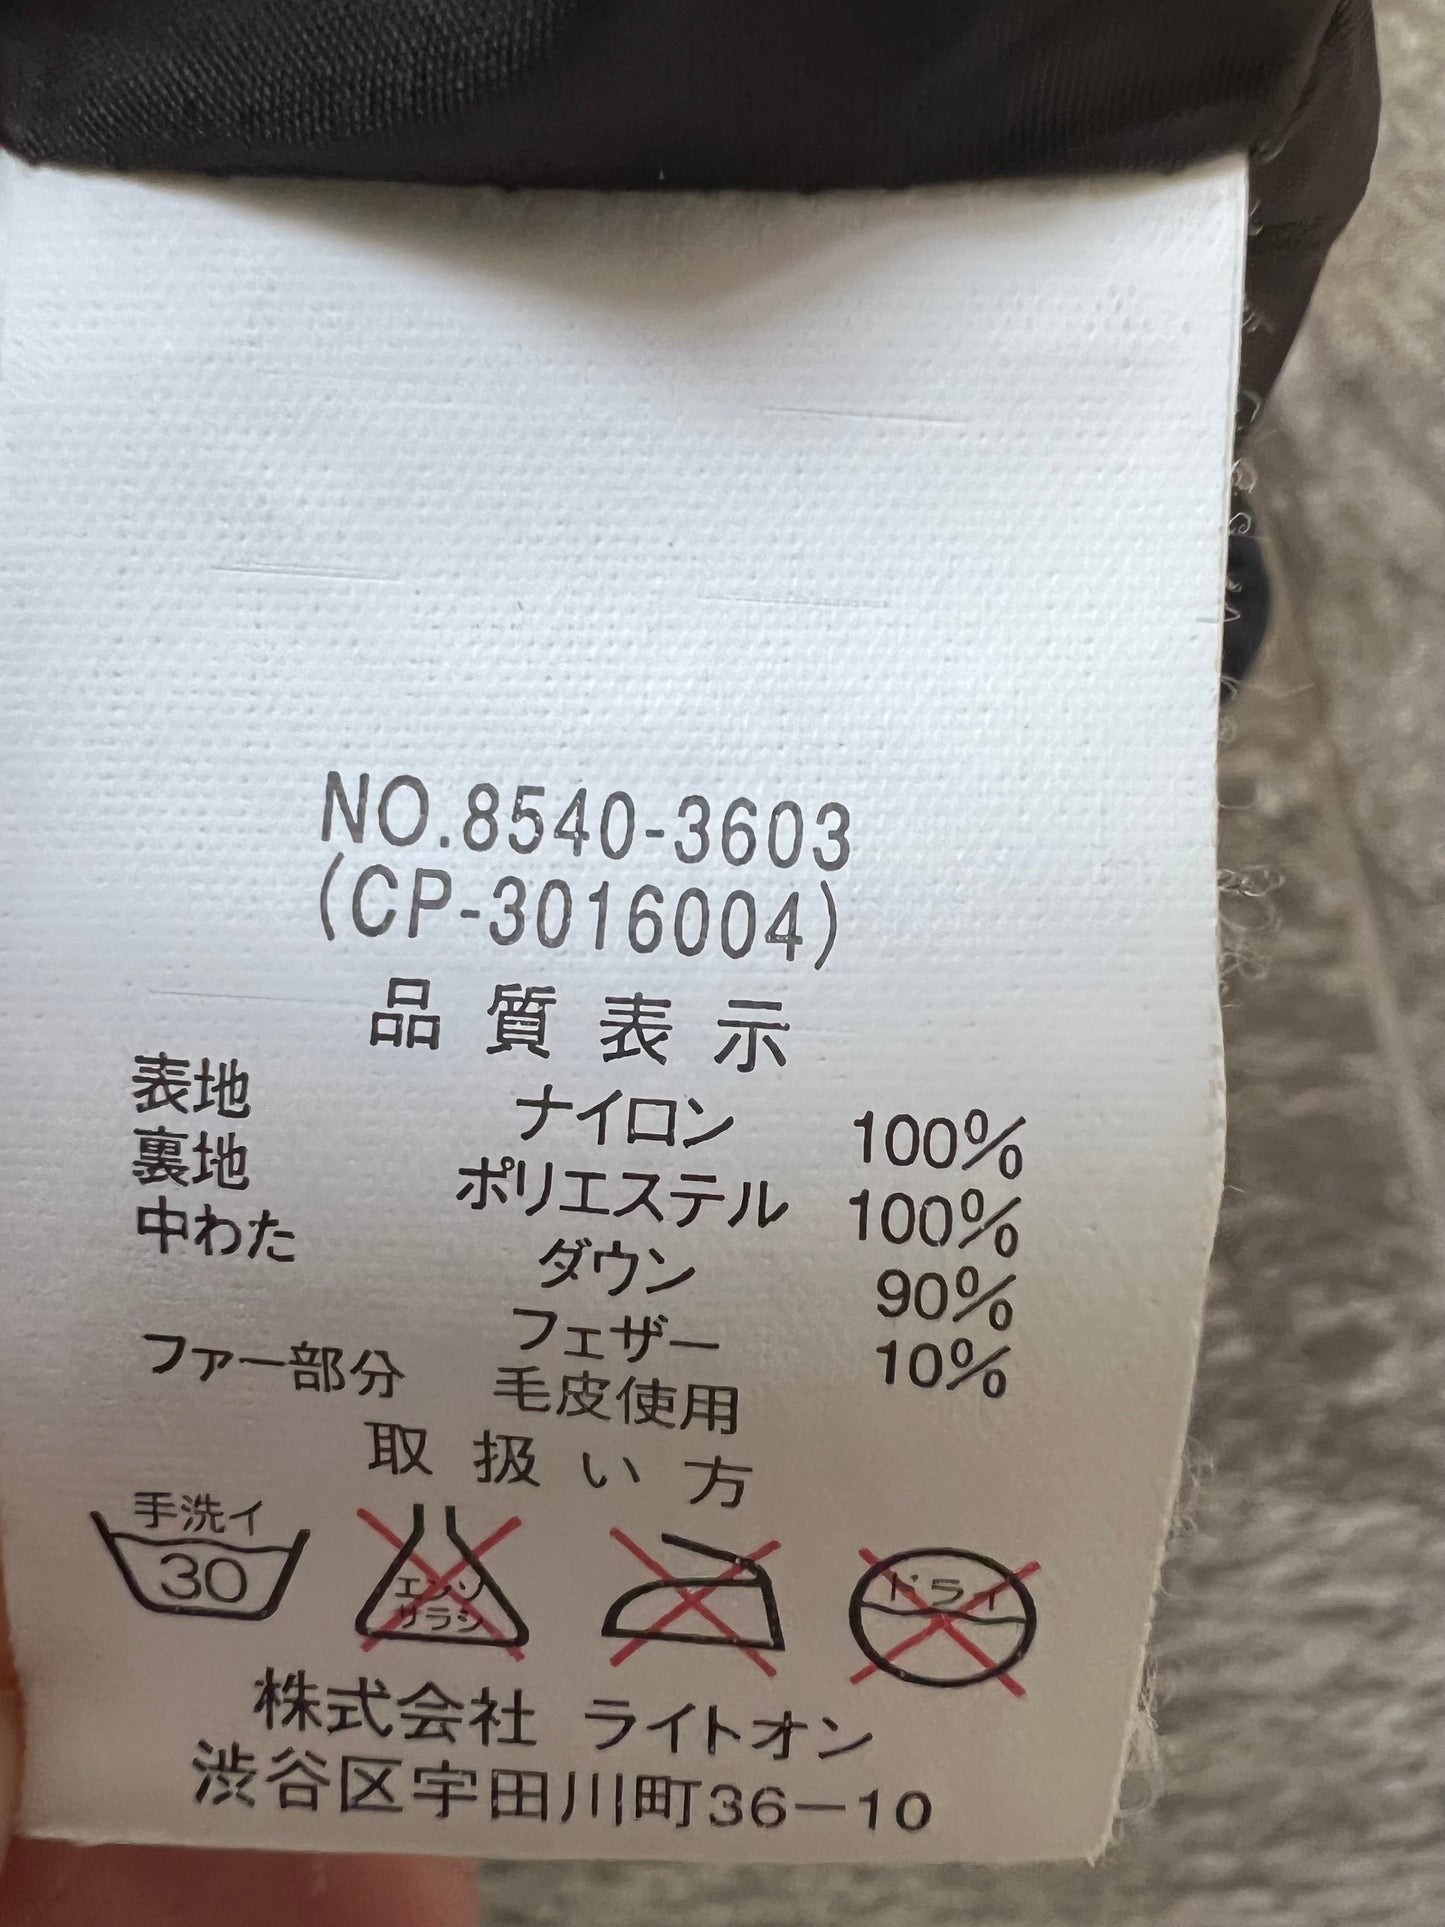 NO.8540-3603
(CP-3016004)
品質表示
表地 ナイロン 100%
裏地 ポリエステル 100%
中わた ダウン 90%
フェザー 10%
ファー部分 毛皮使用
取扱い方
手洗イ
30
エンソ
サラシ
ドライ
株式会社 ライトオン
渋谷区宇田川町36-10